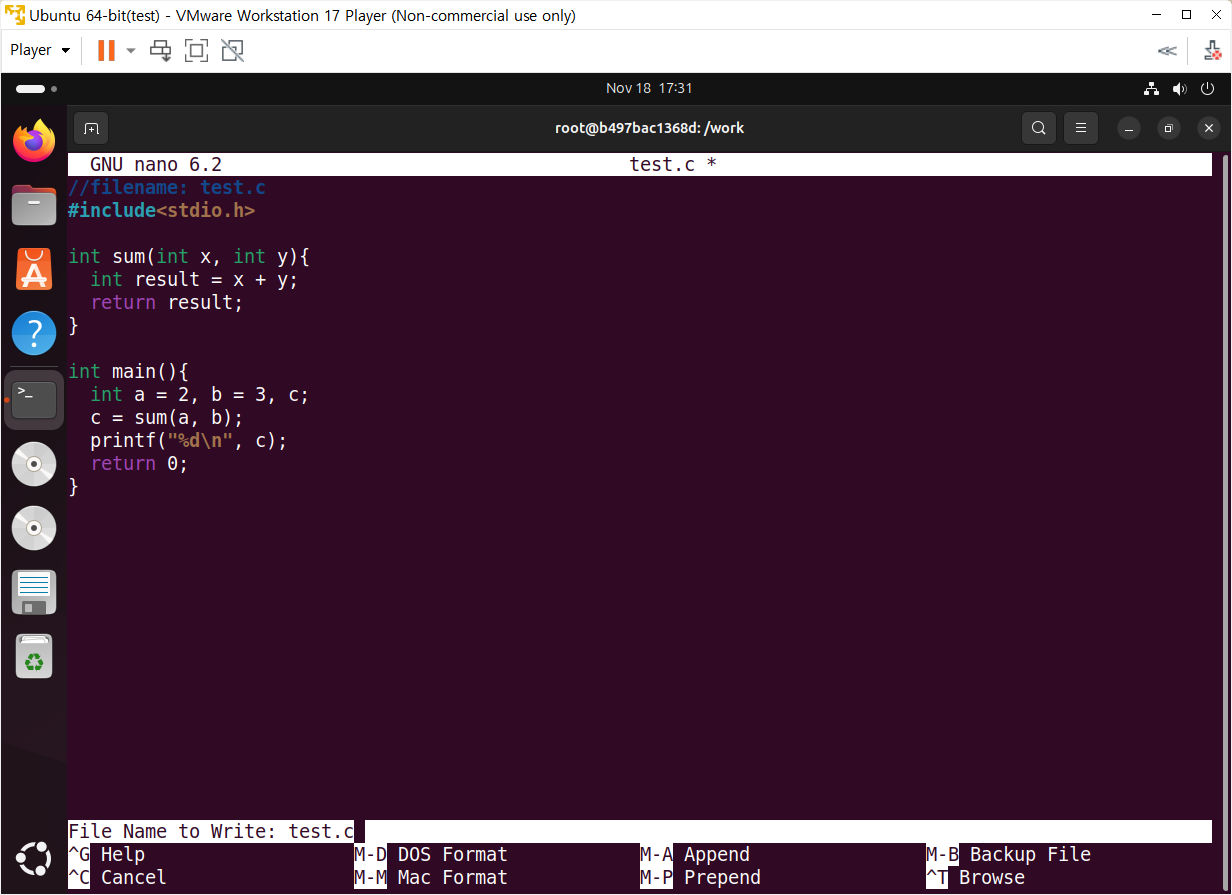 Ubuntu 64-bit(test) - VMware Workstation 17 Player (Non-commercial use only)
Player
Nov 18 17:31
root@b497bac1368d: /work
GNU nano 6.2 test.c *
//filename: test.c
#include<stdio.h>
int sum(int x, int y){
  int result = x + y;
  return result;
}
int main(){
  int a = 2, b = 3, c;
  c = sum(a, b);
  printf("%d\n", c);
  return 0;
}
File Name to Write: test.c
^G Help M-D DOS Format M-A Append M-B Backup File
^C Cancel M-M Mac Format M-P Prepend ^T Browse